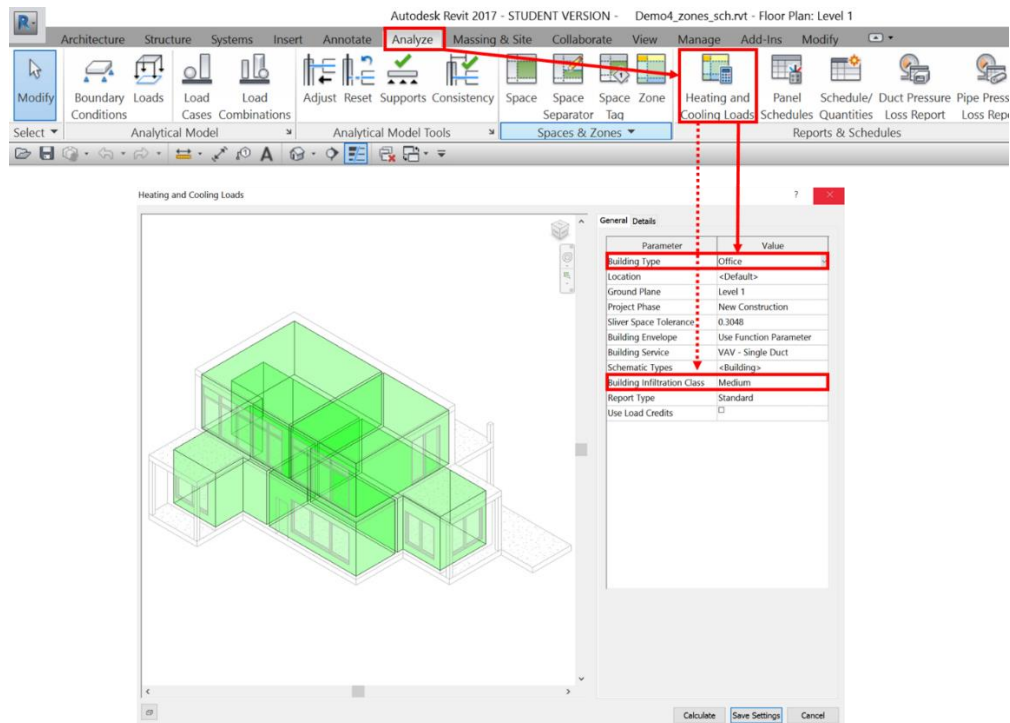 Autodesk Revit 2017 - STUDENT VERSION - Demo4_zones_sch.rvt - Floor Plan: Level 1
Architecture Structure Systems Insert Annotate Analyze Massing & Site Collaborate View Manage Add-Ins Modify
Modify Boundary Loads Load Load Adjust Reset Supports Consistency Space Space Space Zone Heating and Panel Schedule/ Duct Pressure Pipe Press
Conditions Cases Combinations Separator Tag Cooling Loads Schedules Quantities Loss Report Loss Repo
Select Analytical Model Analytical Model Tools Spaces & Zones Reports & Schedules
Heating and Cooling Loads ?
General Details
Parameter Value
Building Type Office
Location <Default>
Ground Plane Level 1
Project Phase New Construction
Sliver Space Tolerance 0.3048
Building Envelope Use Function Parameter
Building Service VAV - Single Duct
Schematic Types <Building>
Building Infiltration Class Medium
Report Type Standard
Use Load Credits
Calculate Save Settings Cancel